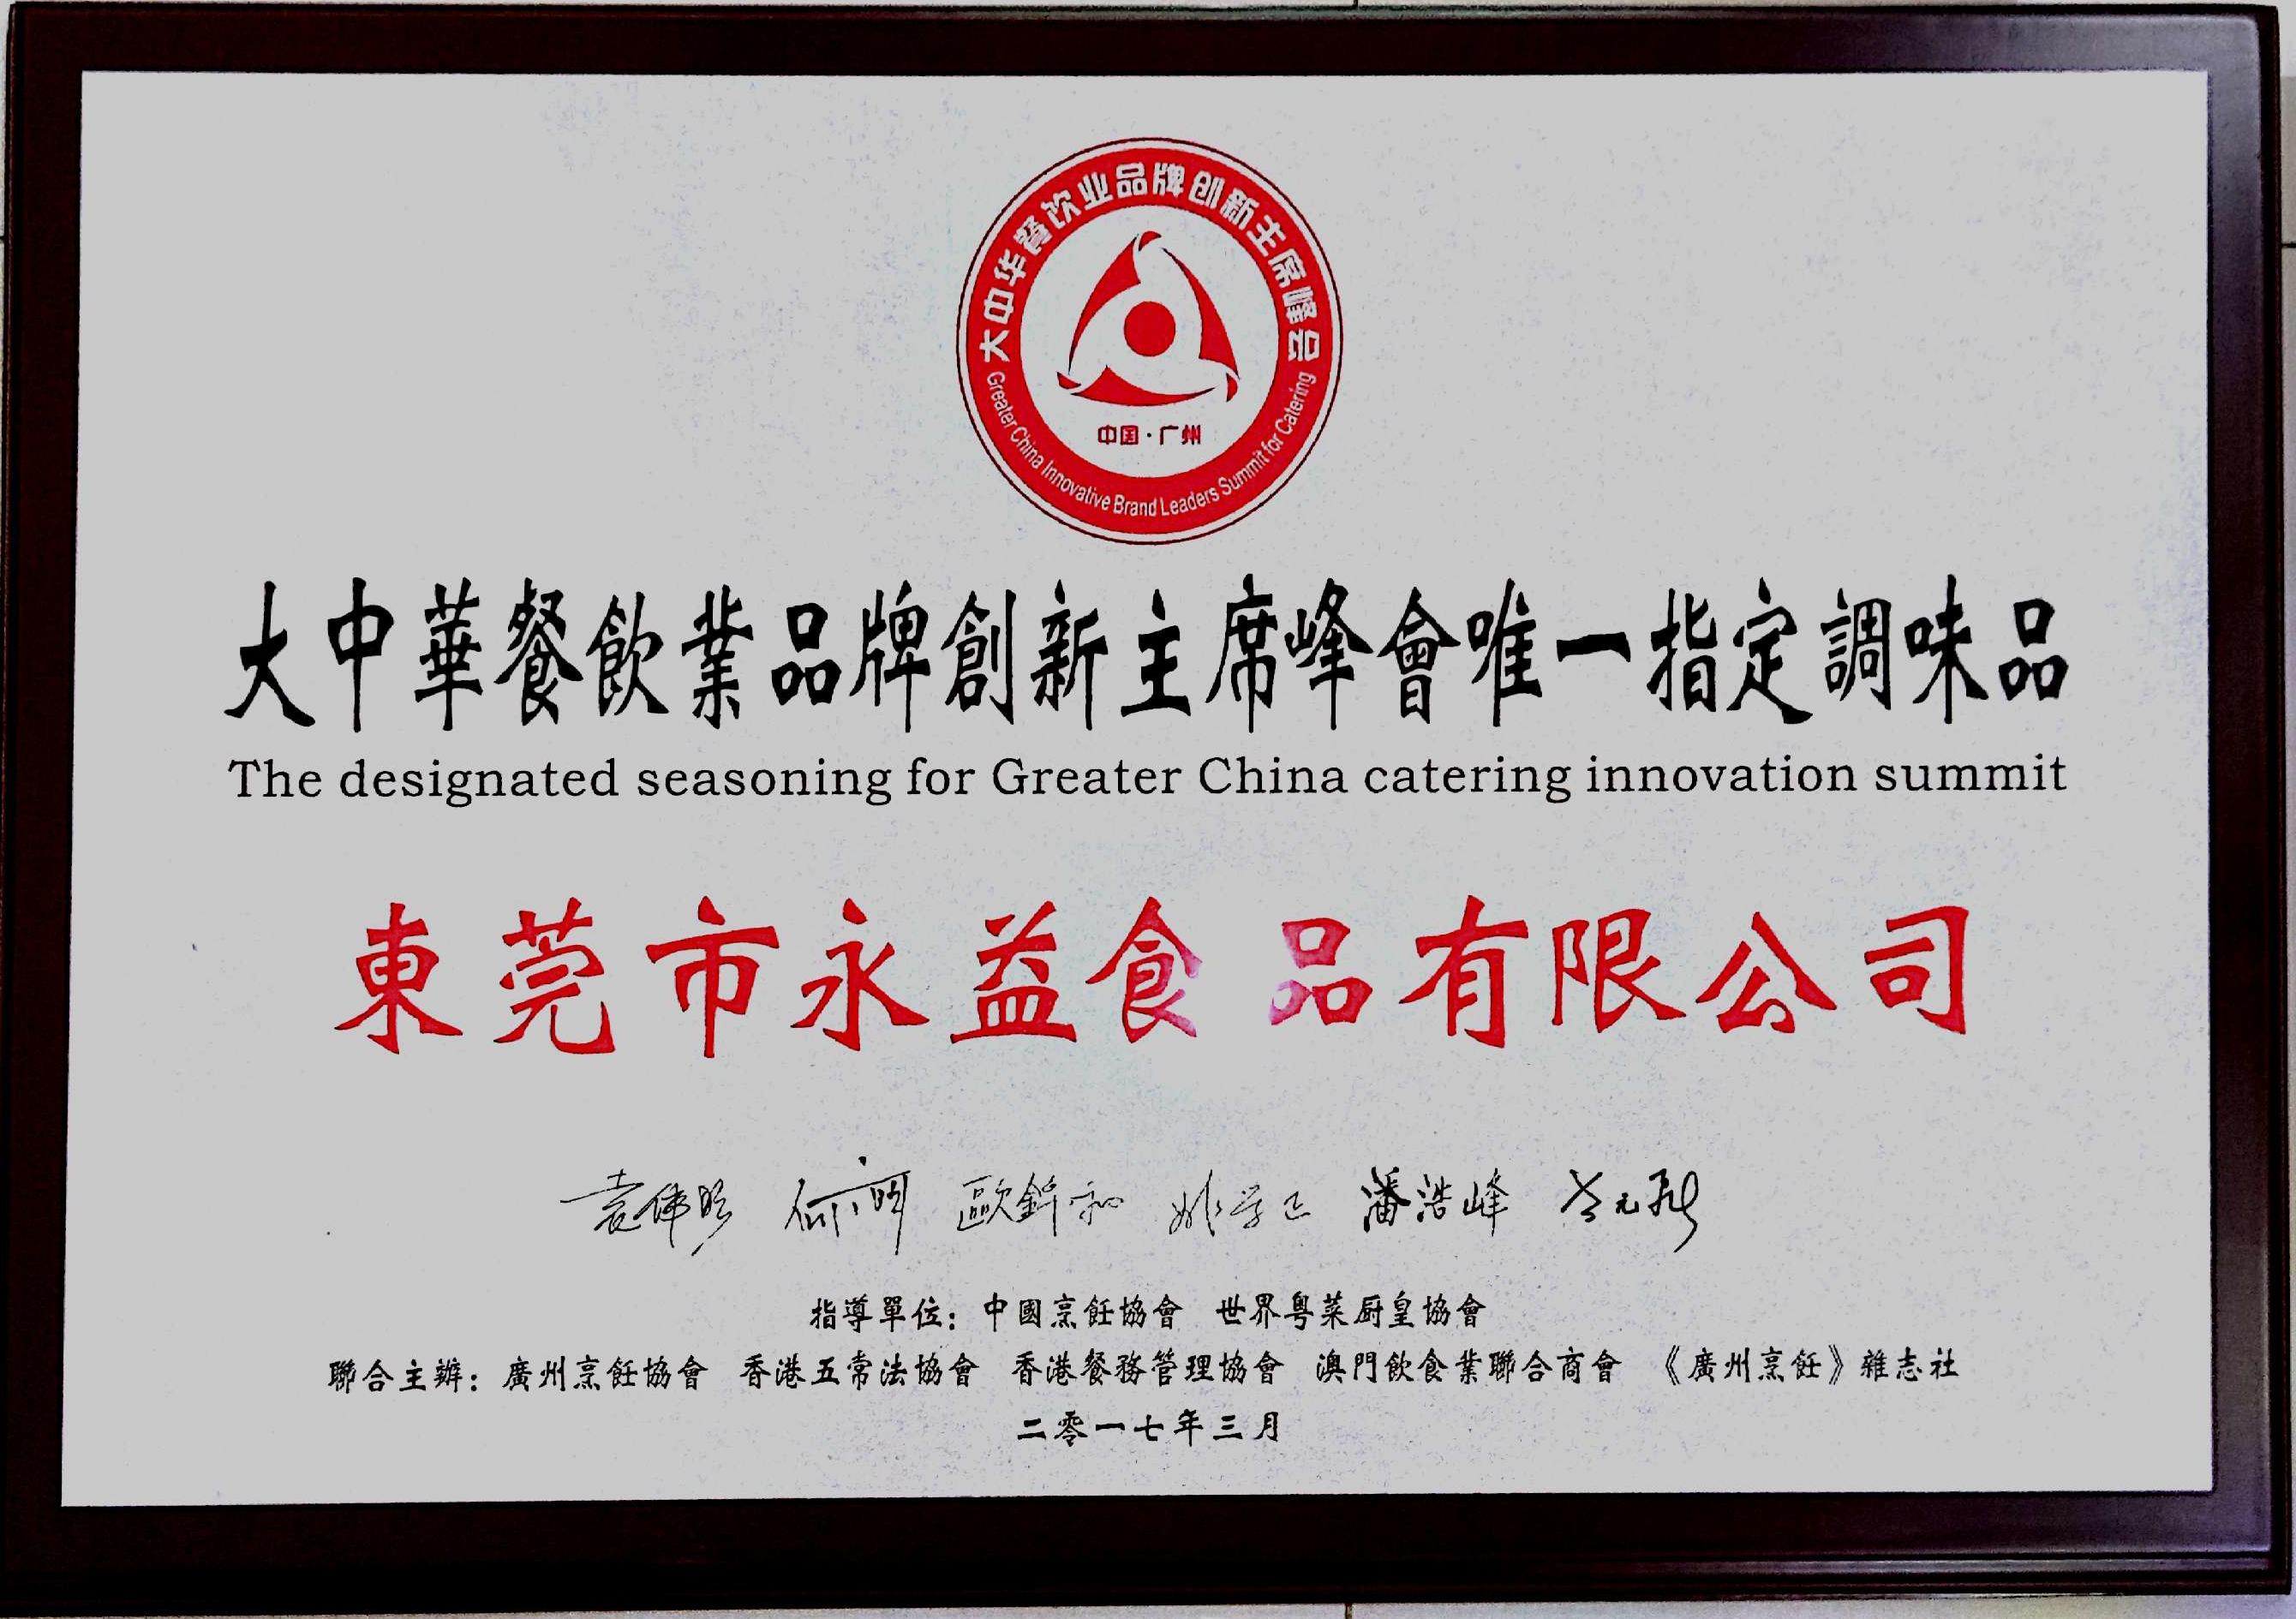 大中华餐饮业品牌创新主席峰会
中国·广州
Greater China Innovative Brand Leaders Summit for Catering
大中華餐飲業品牌創新主席峰會唯一指定調味品
The designated seasoning for Greater China catering innovation summit
東莞市永益食品有限公司
潘浩峰
指導單位：中國烹飪協會 世界粵菜厨皇協會
聯合主辦：廣州烹飪協會 香港五常法協會 香港餐務管理協會 澳門飲食業聯合商會 《廣州烹飪》雜志社
二零一七年三月